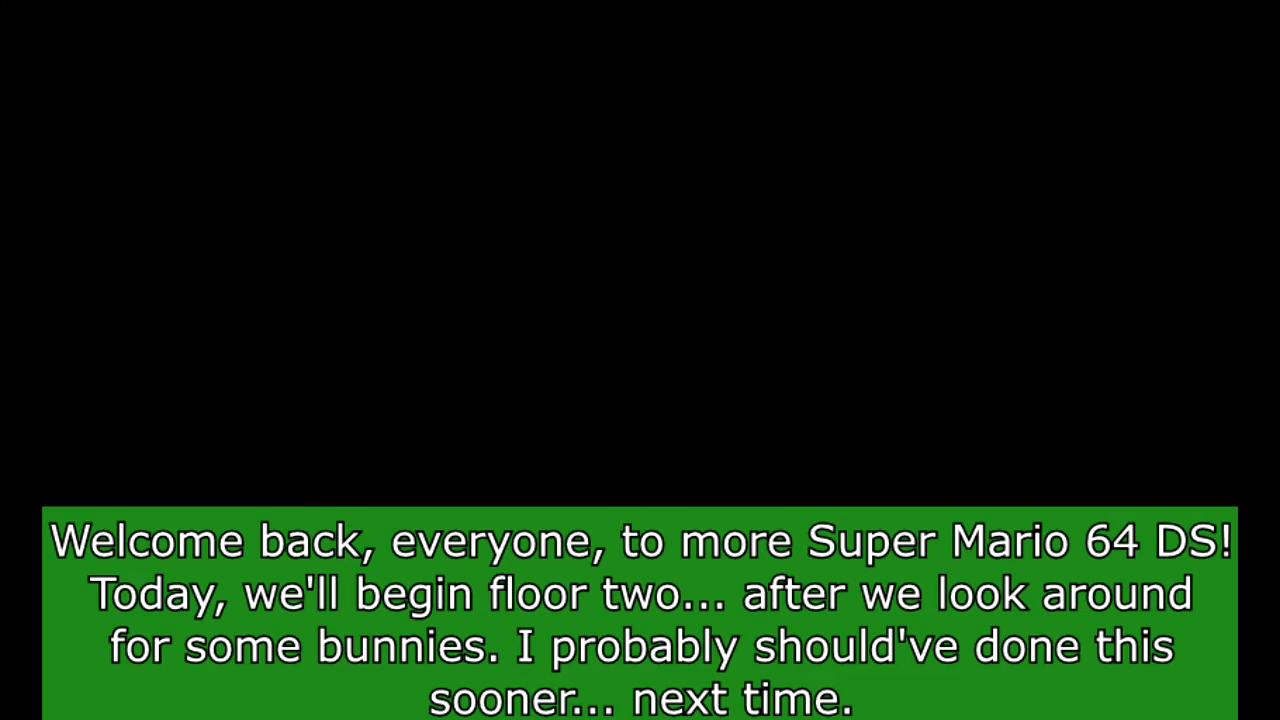 Welcome back, everyone, to more Super Mario 64 DS!
Today, we'll begin floor two... after we look around
for some bunnies. I probably should've done this
sooner... next time.